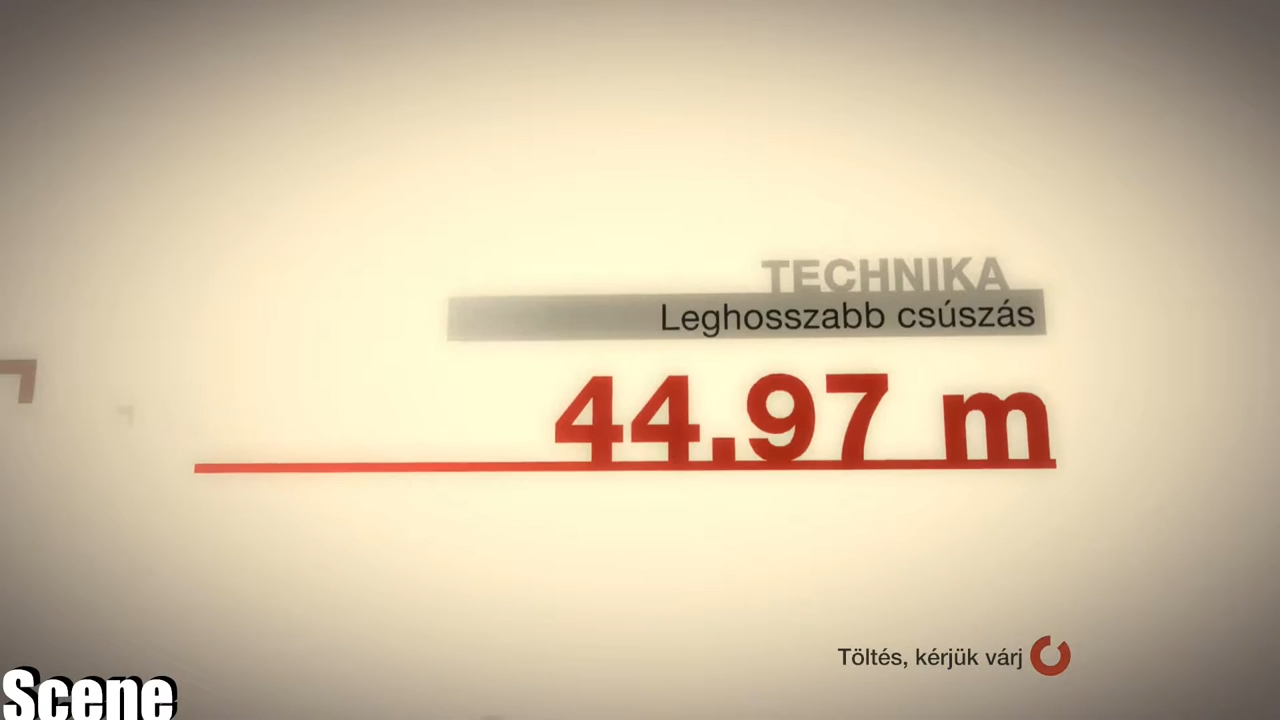 TECHNIKA
Leghosszabb csúszás
44.97 m
Töltés, kérjük várj
Scene